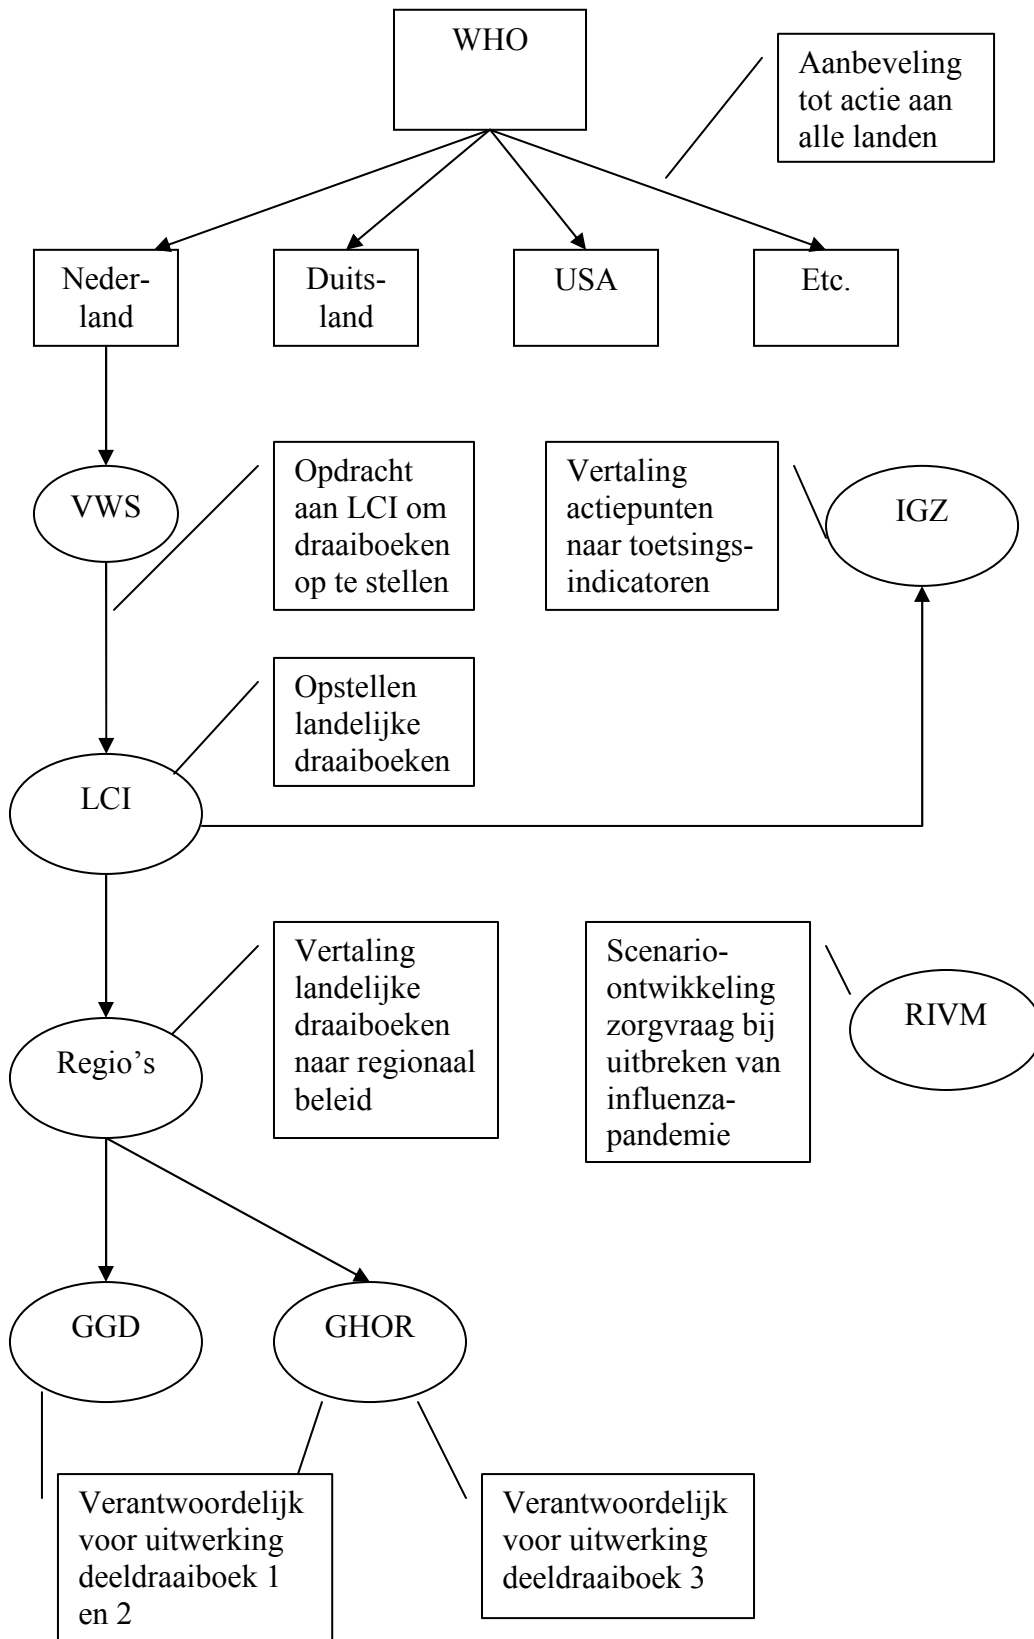 WHO
Aanbeveling
tot actie aan
alle landen
Neder-
land
Duits-
land
USA
Etc.
VWS
Opdracht
aan LCI om
draaiboeken
op te stellen
Vertaling
actiepunten
naar toetsings-
indicatoren
IGZ
Opstellen
landelijke
draaiboeken
LCI
Vertaling
landelijke
draaiboeken
naar regionaal
beleid
Scenario-
ontwikkeling
zorgvraag bij
uitbreken van
influenza-
pandemie
RIVM
Regio’s
GGD
GHOR
Verantwoordelijk
voor uitwerking
deeldraaiboek 1
en 2
Verantwoordelijk
voor uitwerking
deeldraaiboek 3